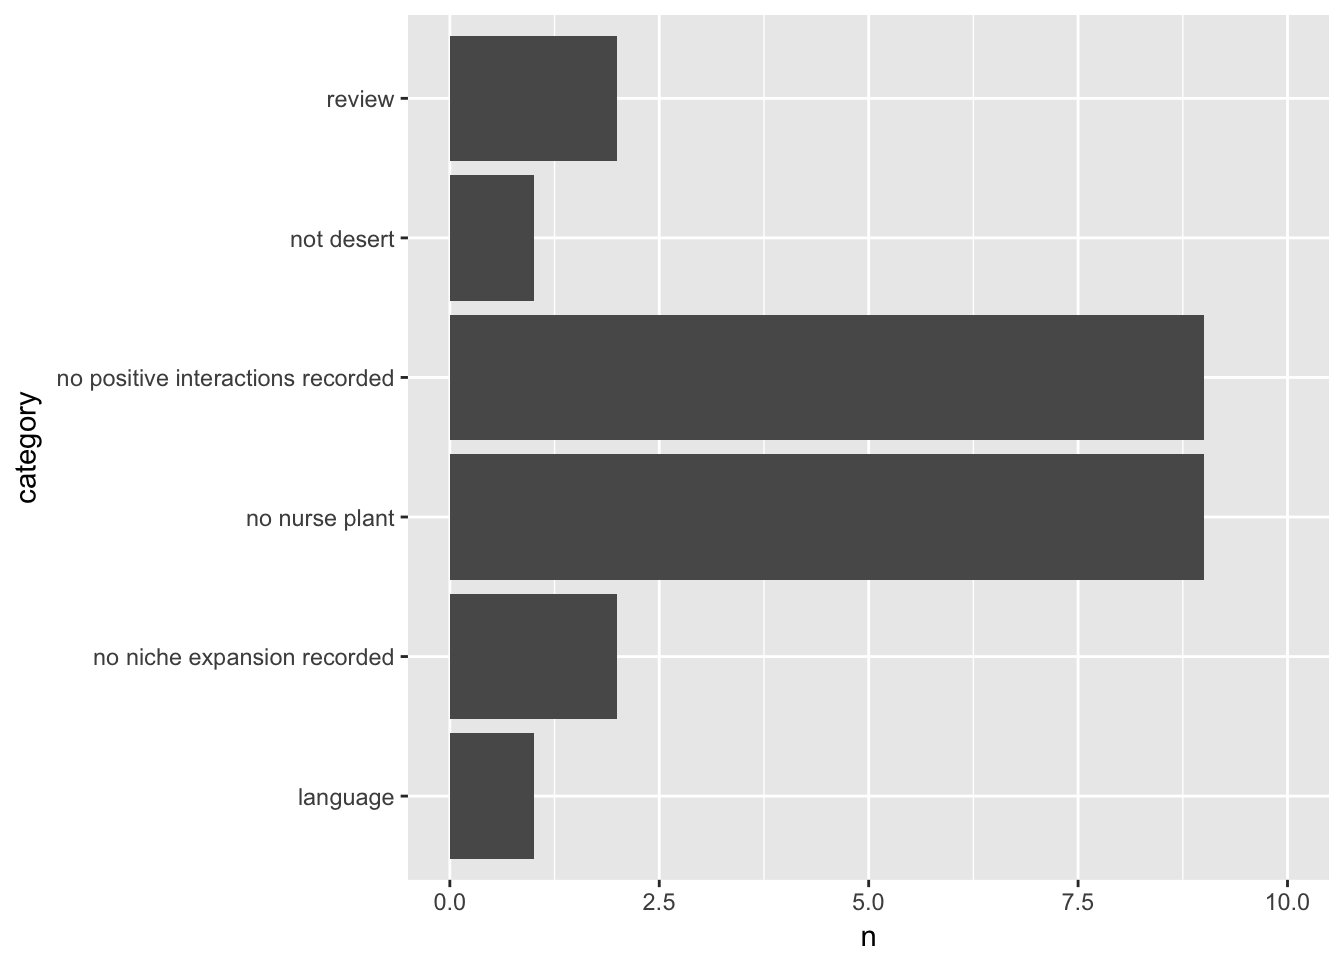 review
not desert
no positive interactions recorded
no nurse plant
no niche expansion recorded
language
category
0.0 2.5 5.0 7.5 10.0
n